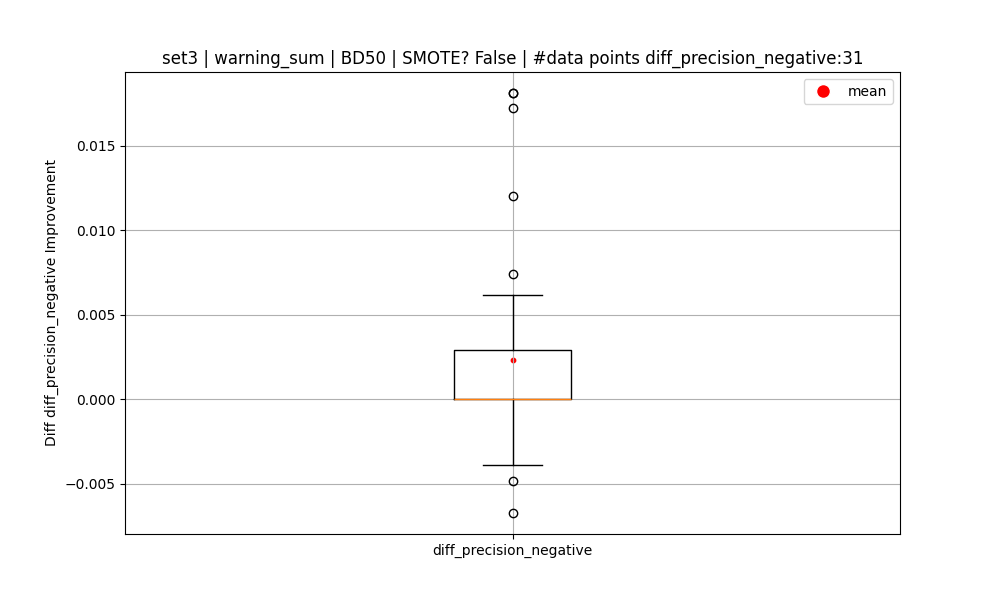 set3 | warning_sum | BD50 | SMOTE? False | #data points diff_precision_negative:31
mean
Diff diff_precision_negative Improvement
0.015
0.010
0.005
0.000
−0.005
diff_precision_negative